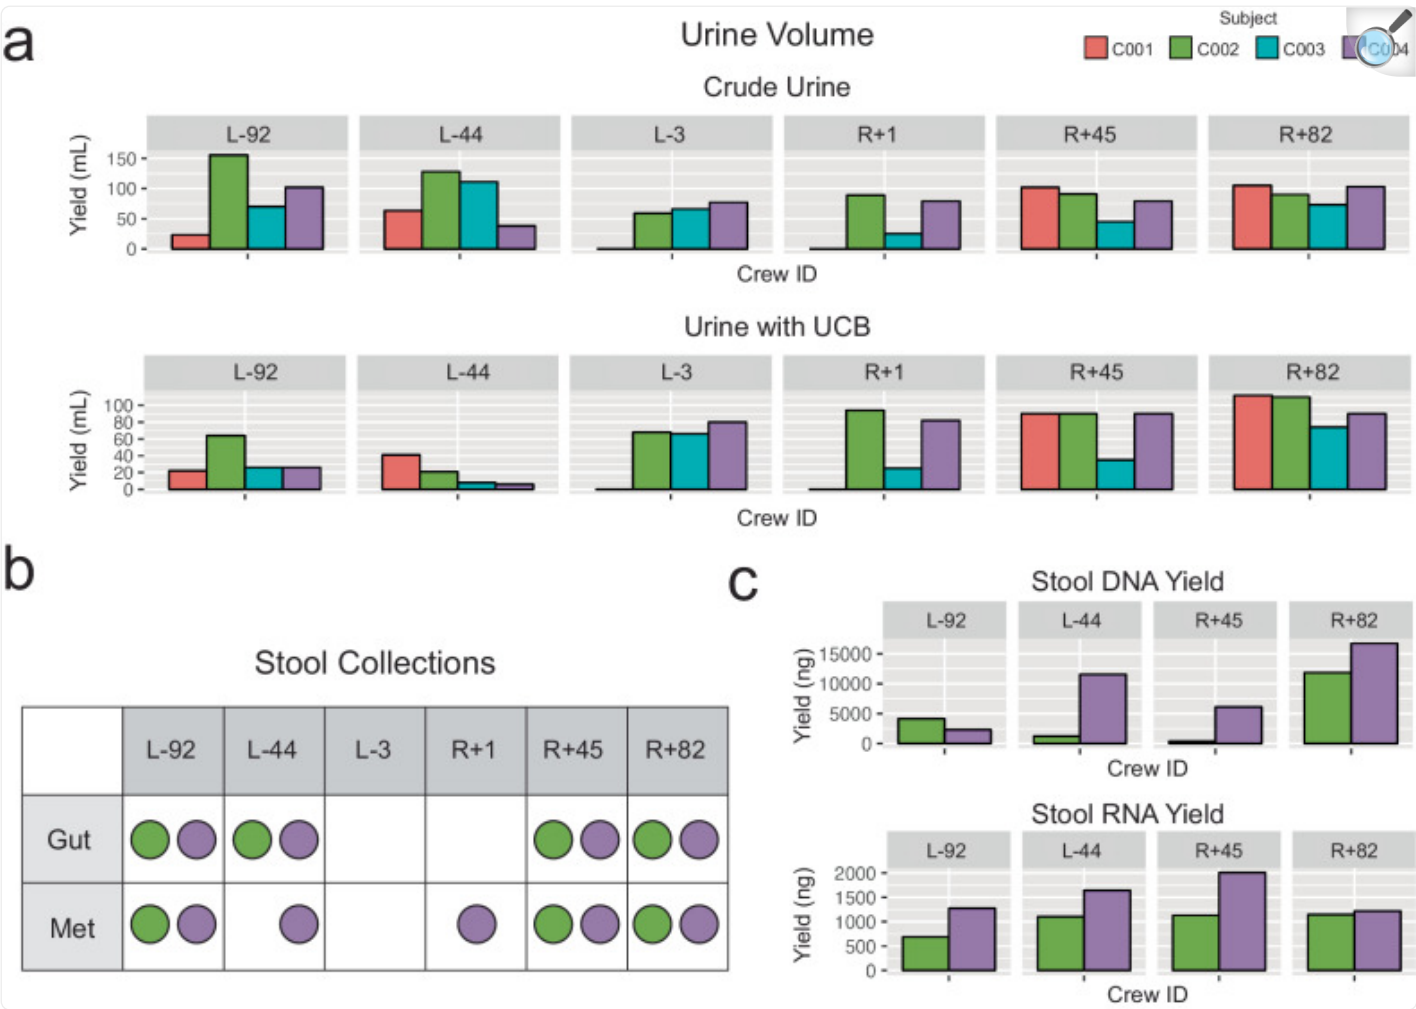 a
Urine Volume
Subject
C001 C002 C003 C004
Crude Urine
L-92 L-44 L-3 R+1 R+45 R+82
Yield (mL)
150
100
50
0
Crew ID
Urine with UCB
L-92 L-44 L-3 R+1 R+45 R+82
Yield (mL)
100
80
60
40
20
0
Crew ID
b
Stool Collections
L-92 L-44 L-3 R+1 R+45 R+82
Gut
Met
c
Stool DNA Yield
L-92 L-44 R+45 R+82
Yield (ng)
15000
10000
5000
0
Crew ID
Stool RNA Yield
L-92 L-44 R+45 R+82
Yield (ng)
2000
1500
1000
500
0
Crew ID